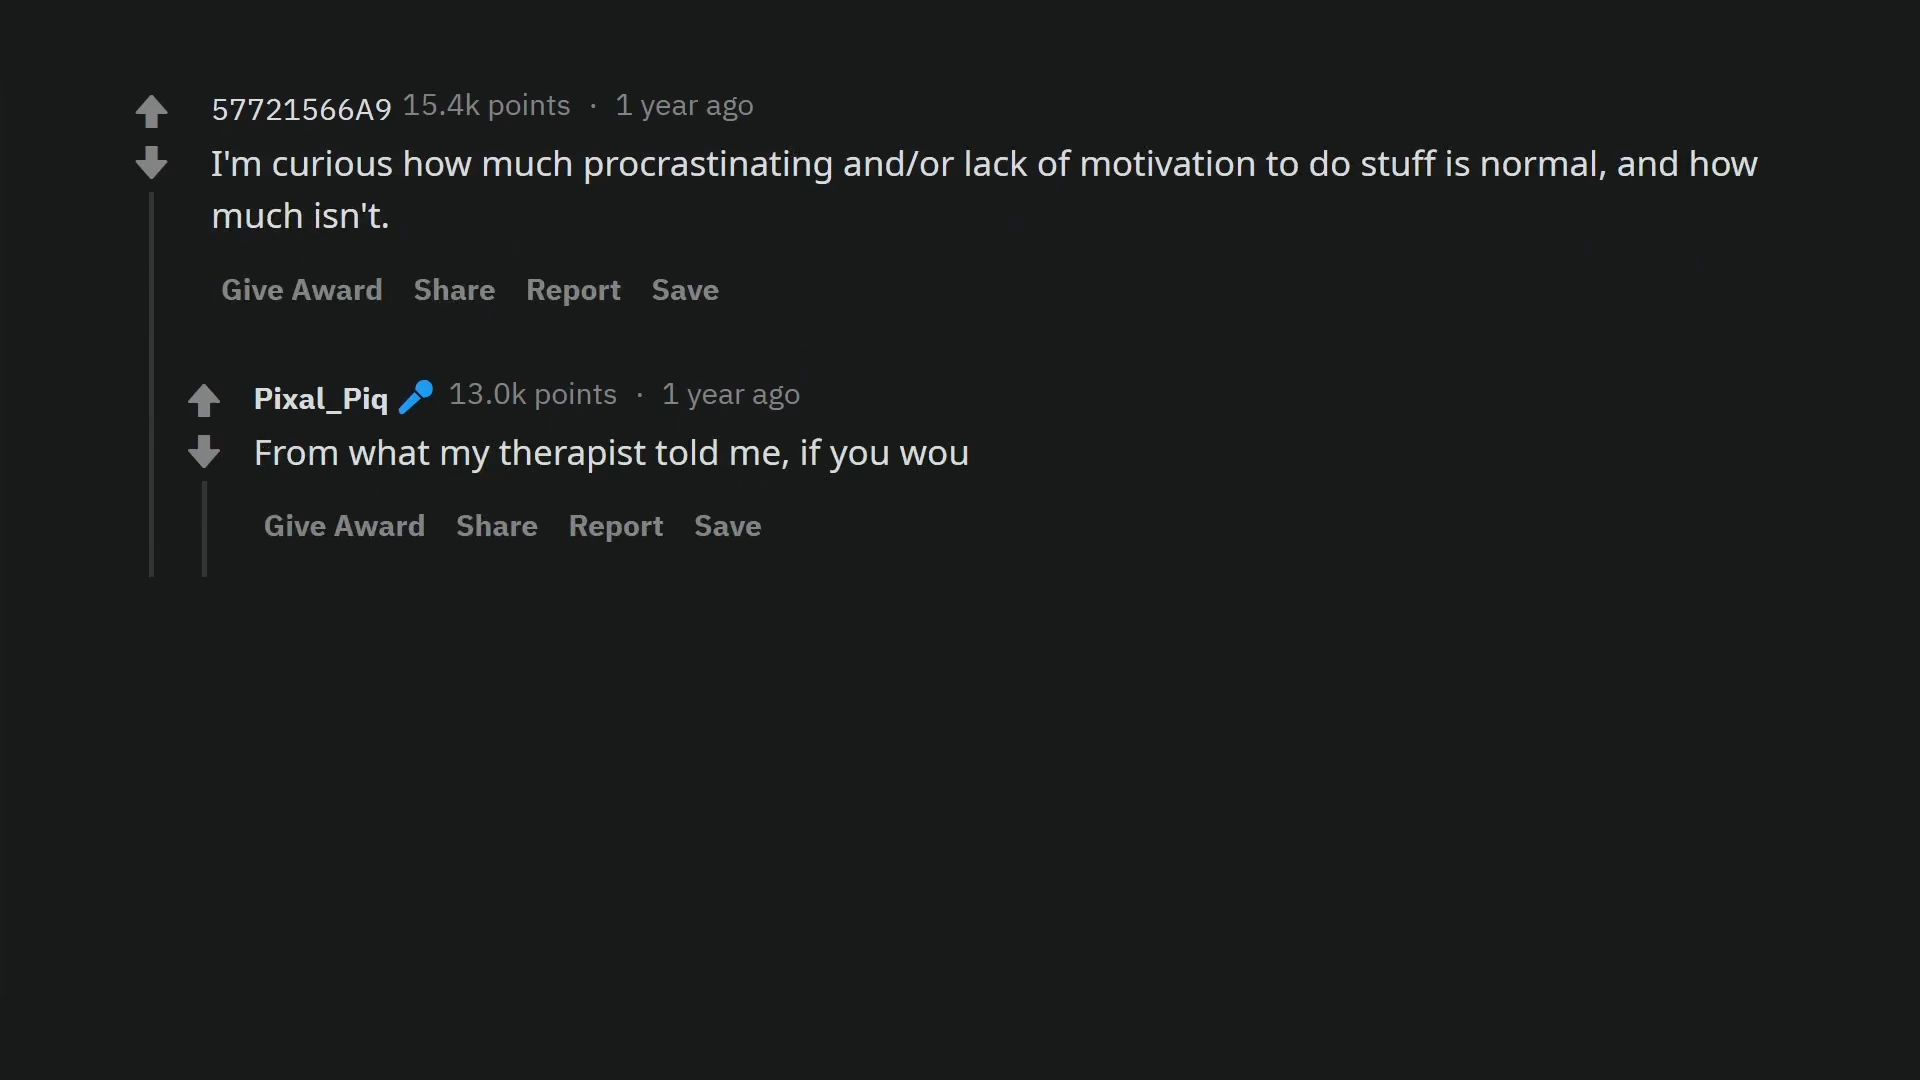 57721566A9 15.4k points · 1 year ago
I'm curious how much procrastinating and/or lack of motivation to do stuff is normal, and how
much isn't.
Give Award Share Report Save
Pixal_Piq 13.0k points · 1 year ago
From what my therapist told me, if you wou
Give Award Share Report Save